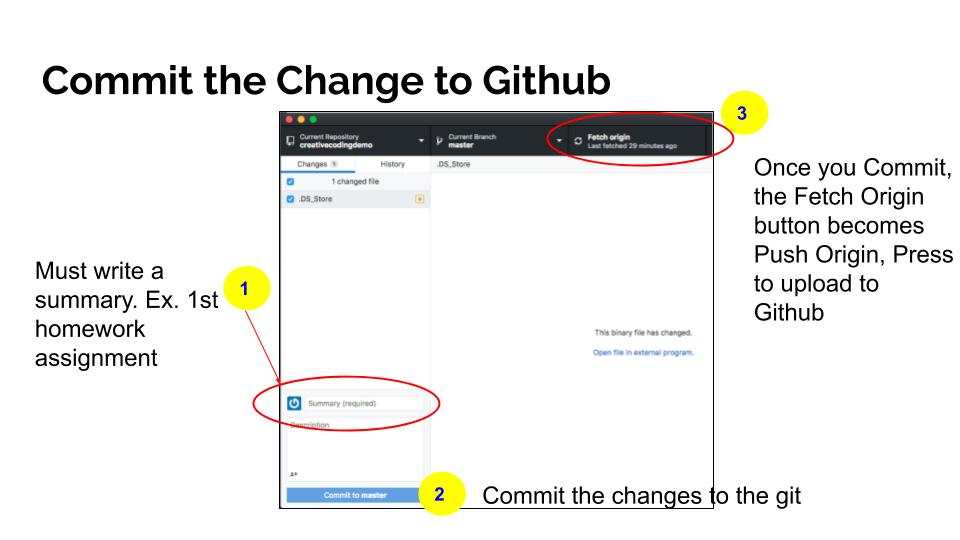 Commit the Change to Github
3
Current Repository
creativecodingdemo
Current Branch
master
Fetch origin
Last fetched 29 minutes ago
Changes 1
History
.DS_Store
1 changed file
.DS_Store
Once you Commit,
the Fetch Origin
button becomes
Push Origin, Press
to upload to
Github
Must write a
summary. Ex. 1st
homework
assignment
1
This binary file has changed.
Open file in external program.
Summary (required)
Description
Commit to master
2
Commit the changes to the git